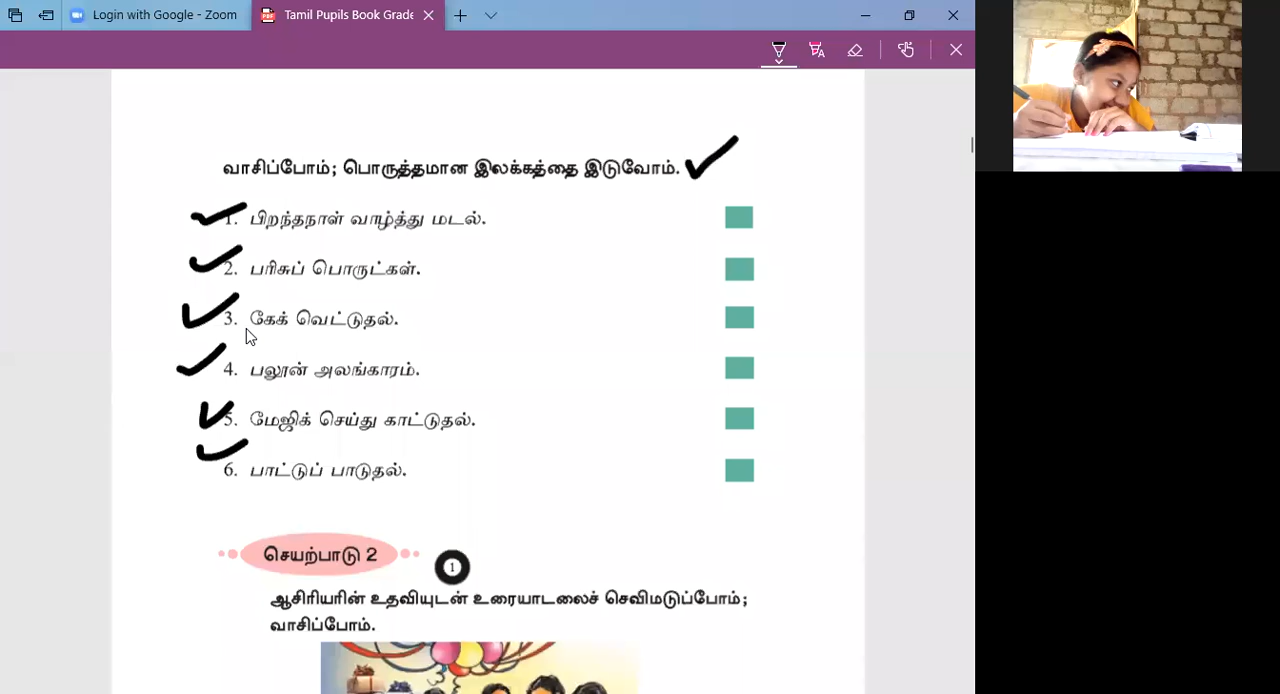 Login with Google - Zoom
Tamil Pupils Book Grade
வாசிப்போம்; பொருத்தமான இலக்கத்தை இடுவோம்.
1. பிறந்தநாள் வாழ்த்து மடல்.
2. பரிசுப் பொருட்கள்.
3. கேக் வெட்டுதல்.
4. பலூன் அலங்காரம்.
5. மேஜிக் செய்து காட்டுதல்.
6. பாட்டுப் பாடுதல்.
செயற்பாடு 2
1
ஆசிரியரின் உதவியுடன் உரையாடலைச் செவிமடுப்போம்;
வாசிப்போம்.